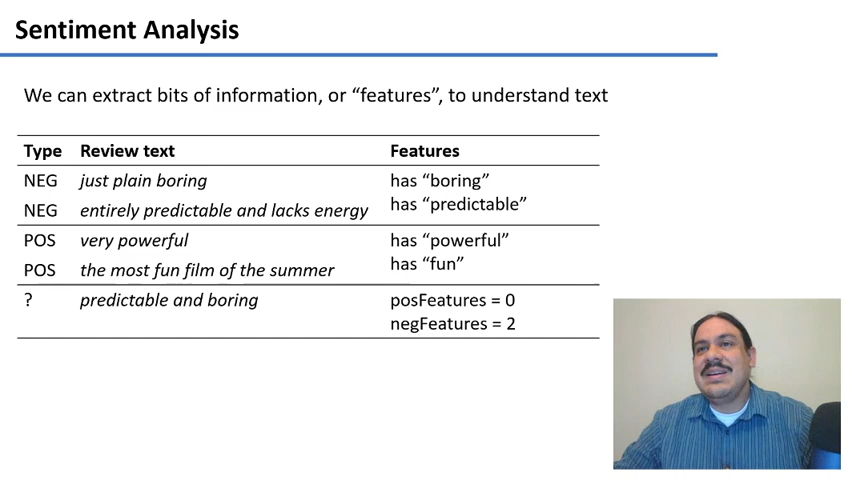 Sentiment Analysis
We can extract bits of information, or “features”, to understand text
Type Review text Features
NEG just plain boring has “boring”
NEG entirely predictable and lacks energy has “predictable”
POS very powerful has “powerful”
POS the most fun film of the summer has “fun”
? predictable and boring posFeatures = 0
negFeatures = 2